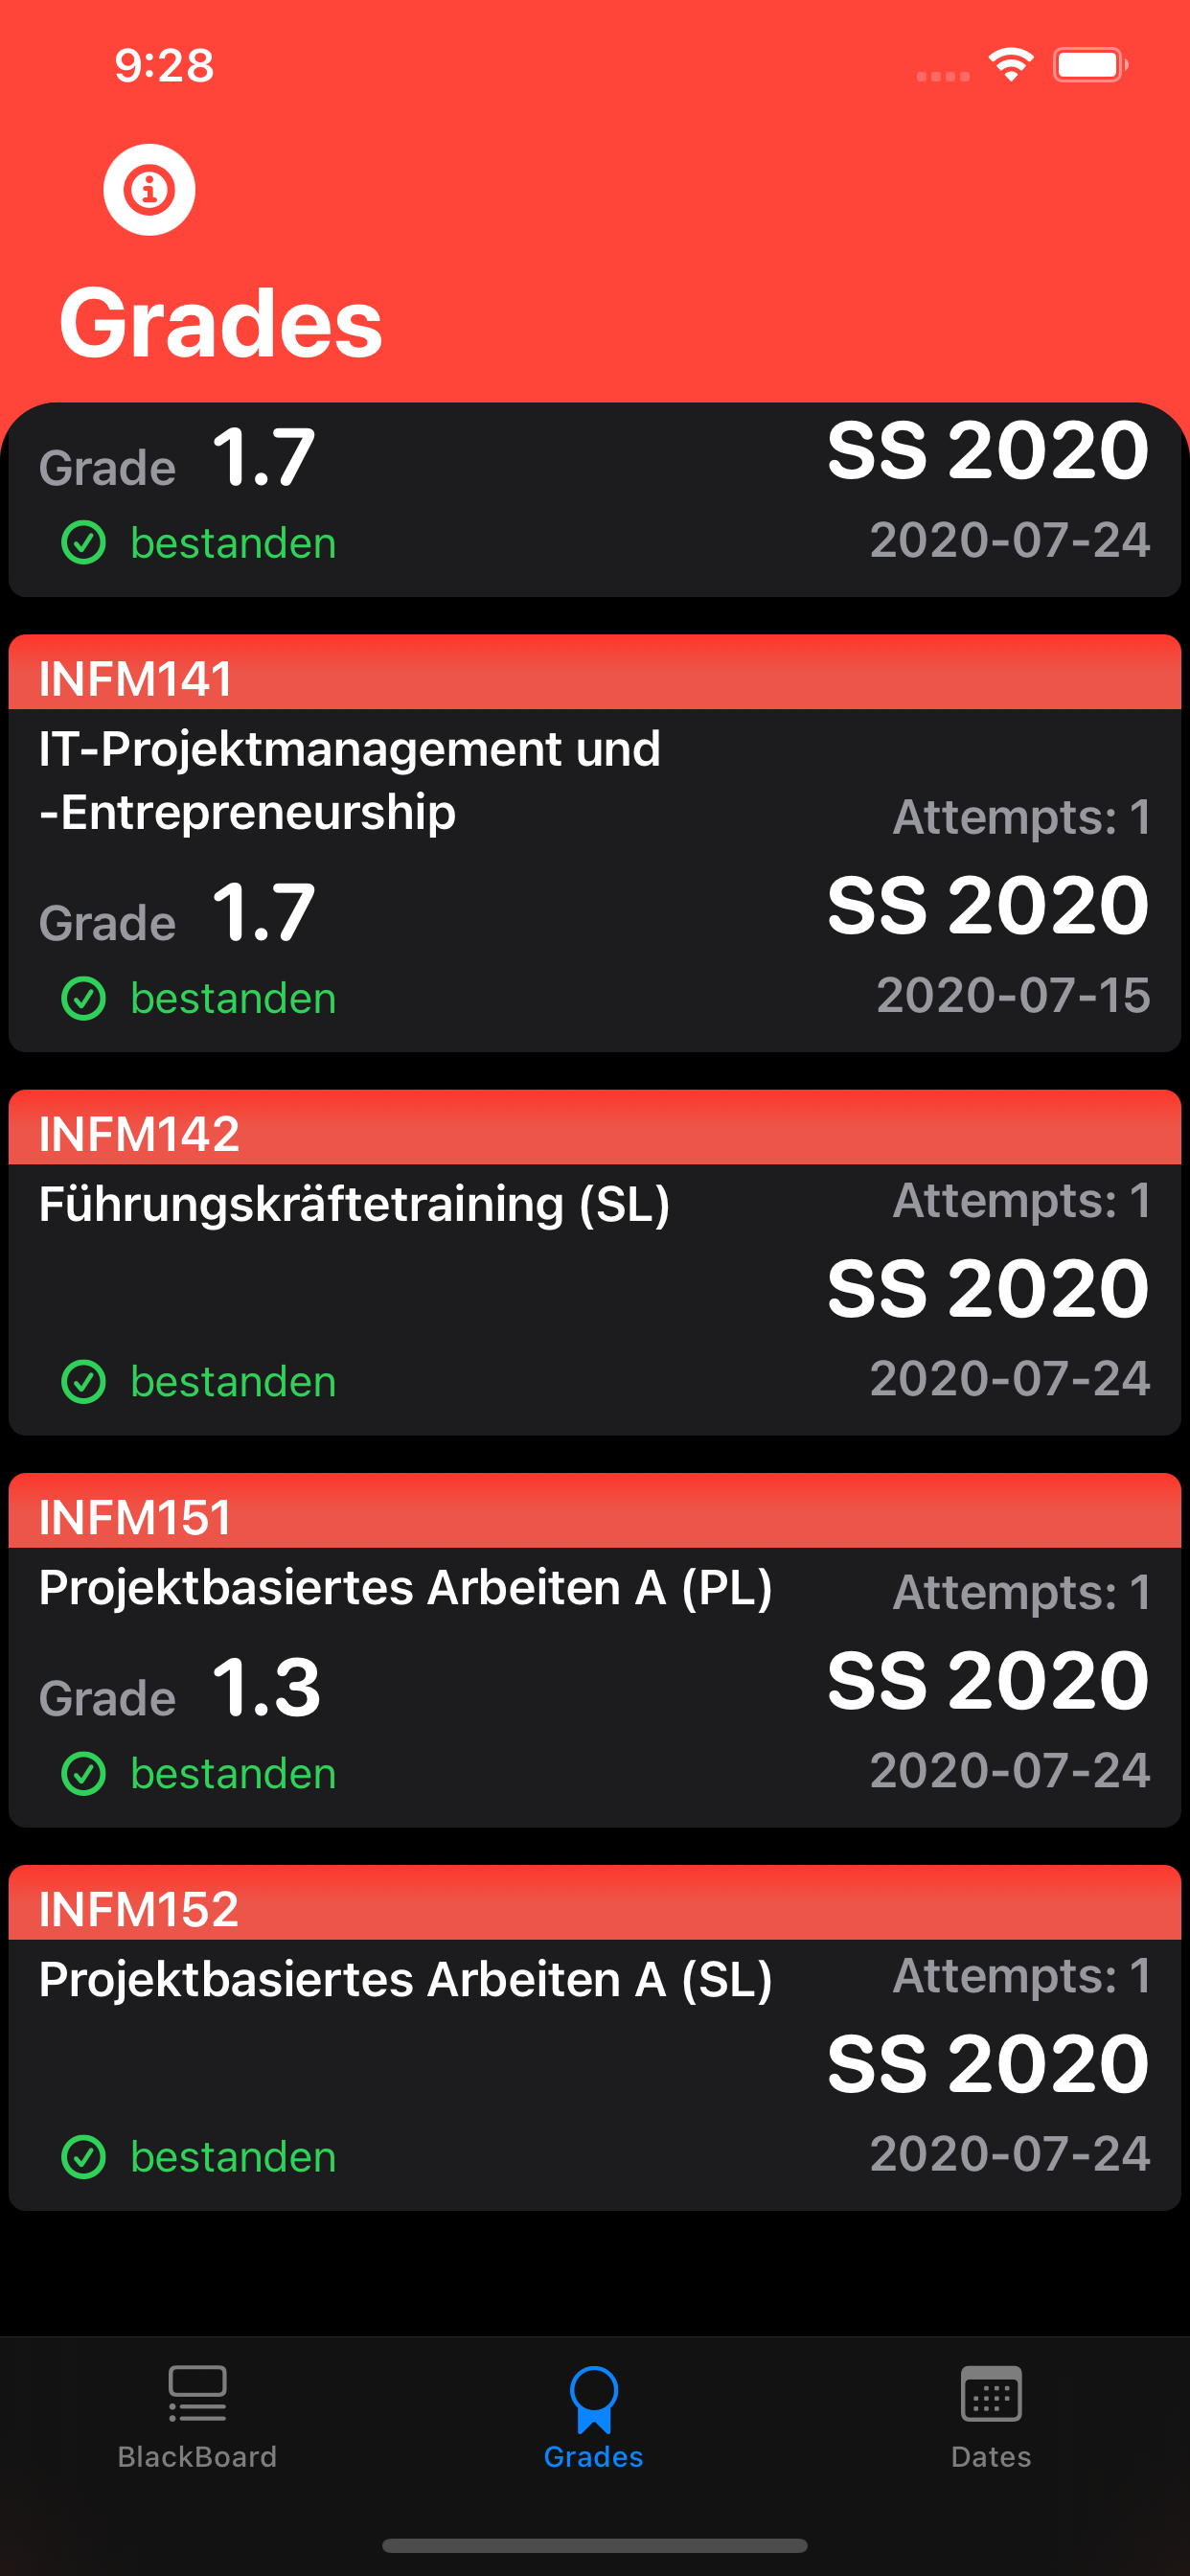 9:28
Grades
Grade 1.7 SS 2020
bestanden 2020-07-24
INFM141
IT-Projektmanagement und
-Entrepreneurship Attempts: 1
Grade 1.7 SS 2020
bestanden 2020-07-15
INFM142
Führungskräftetraining (SL) Attempts: 1
SS 2020
bestanden 2020-07-24
INFM151
Projektbasiertes Arbeiten A (PL) Attempts: 1
Grade 1.3 SS 2020
bestanden 2020-07-24
INFM152
Projektbasiertes Arbeiten A (SL) Attempts: 1
SS 2020
bestanden 2020-07-24
BlackBoard Grades Dates